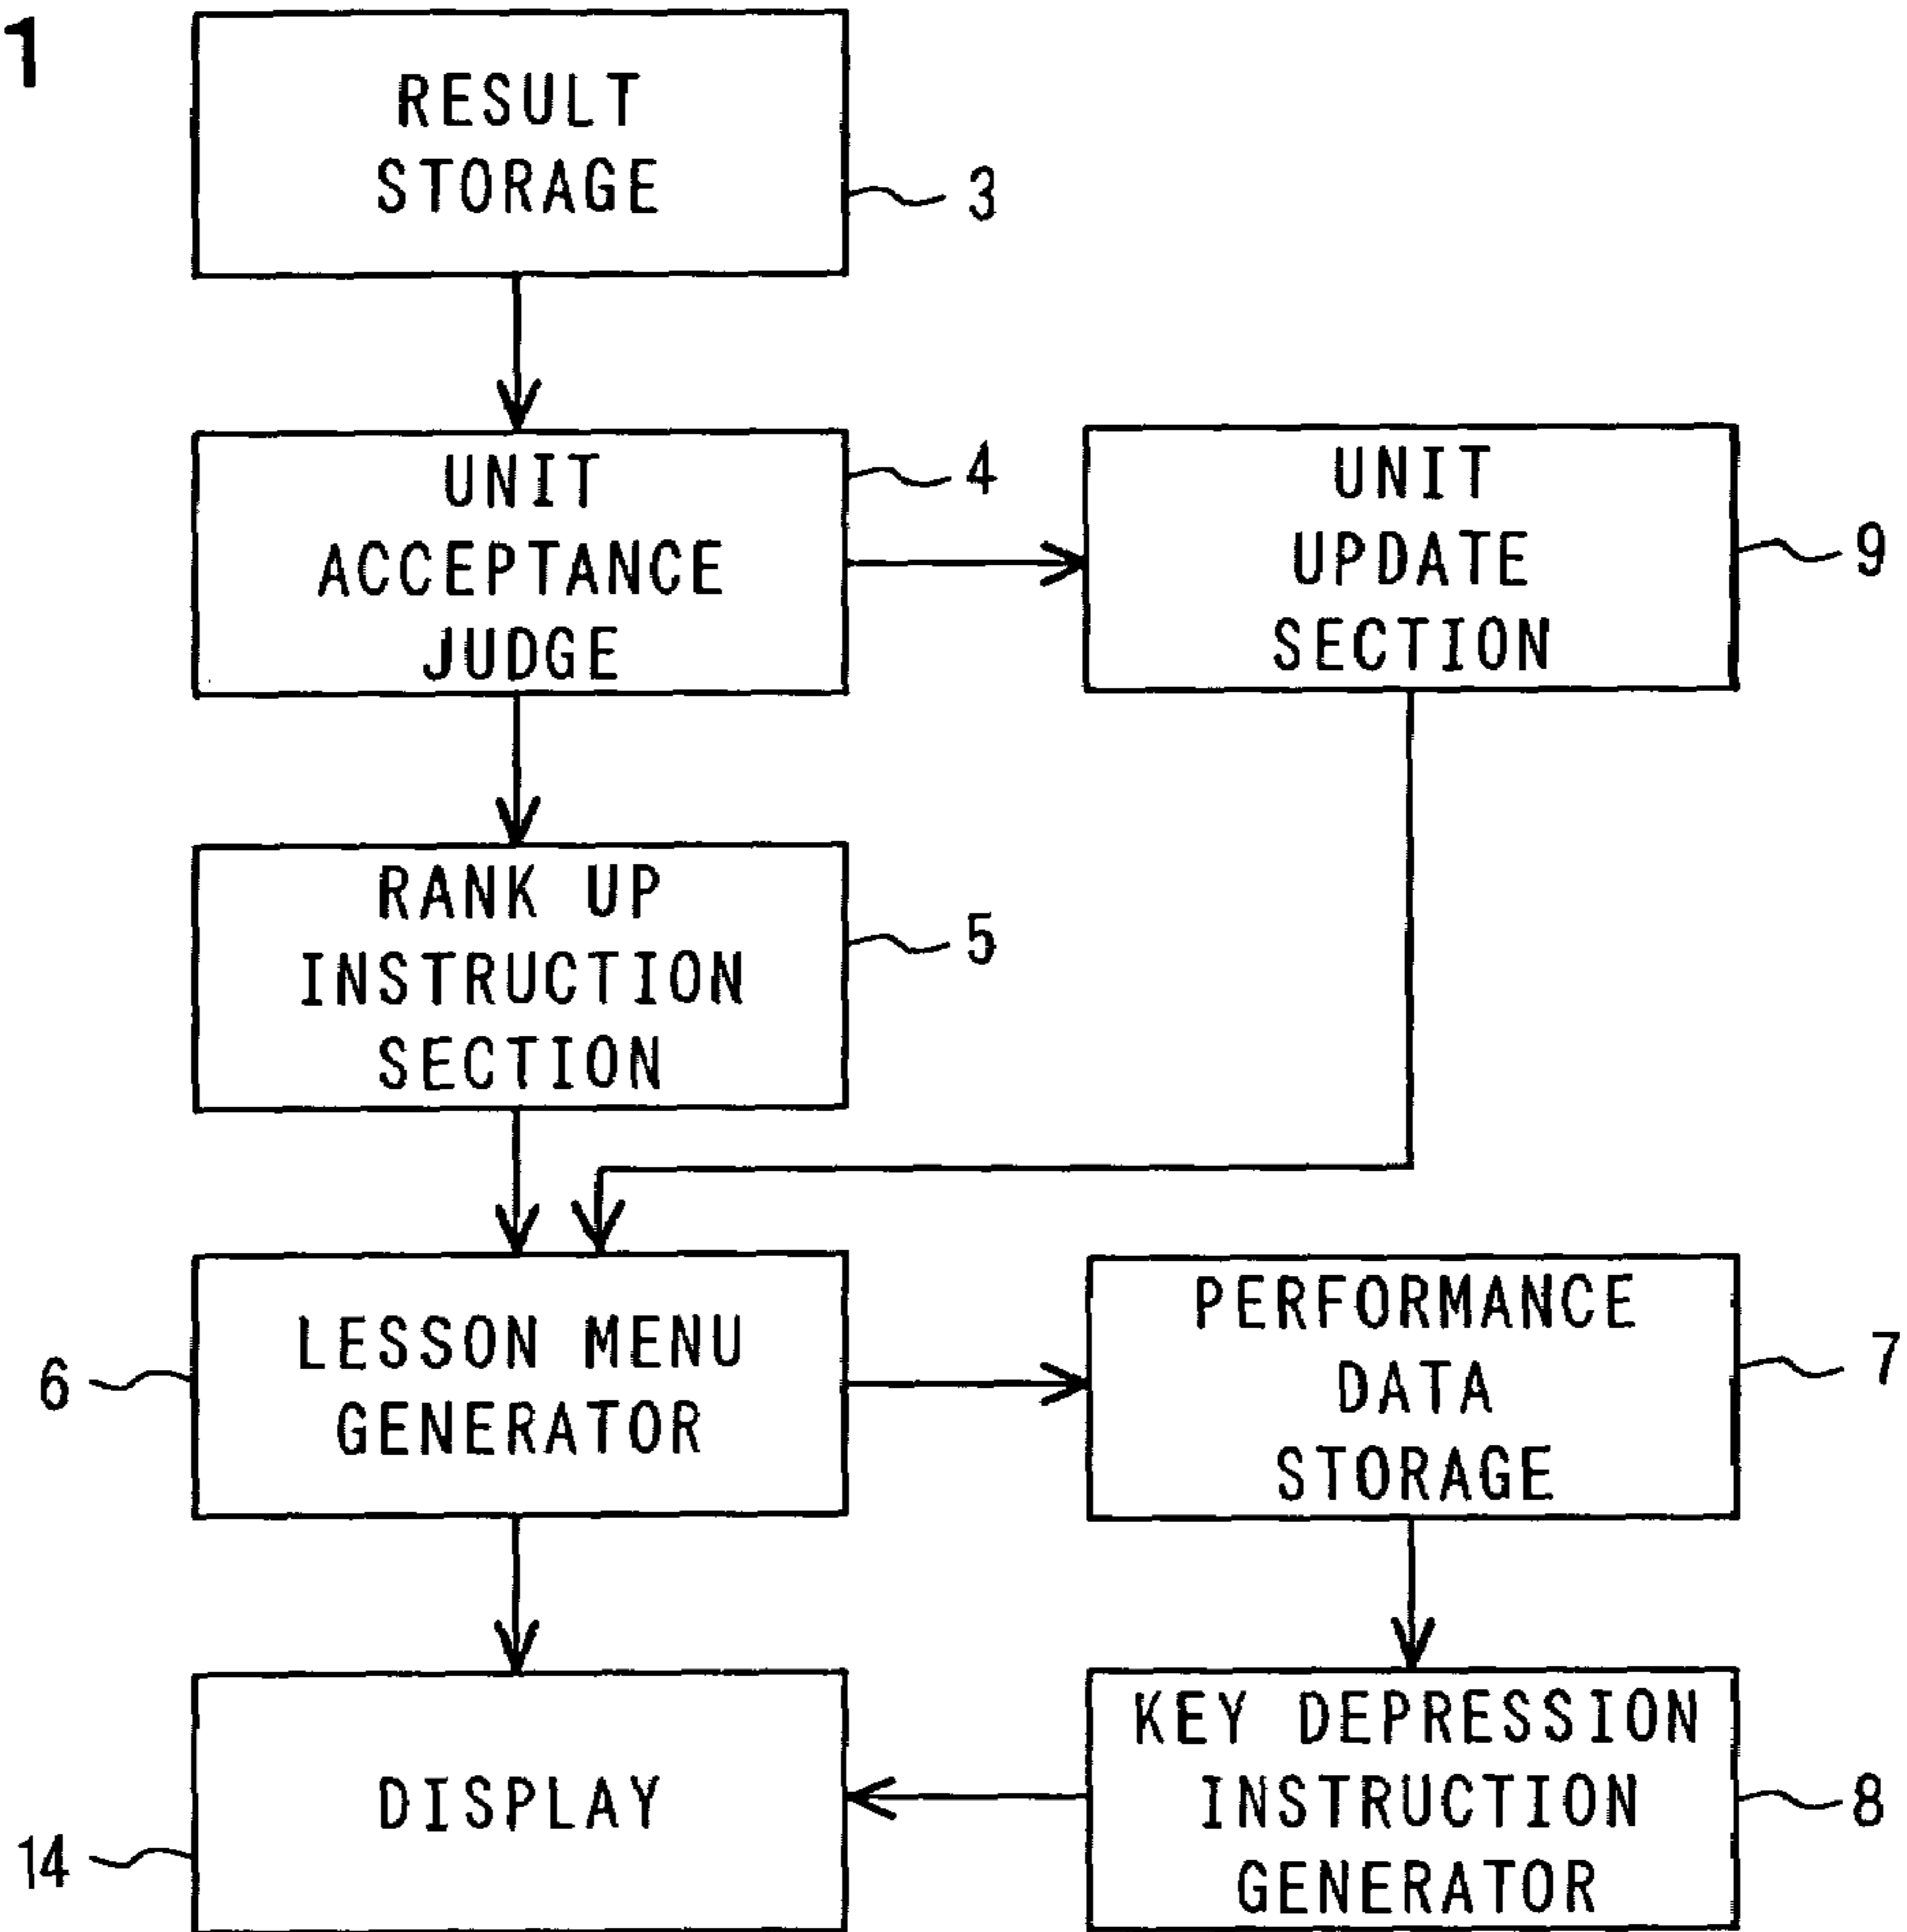 1
RESULT
STORAGE
3
UNIT
ACCEPTANCE
JUDGE
4
UNIT
UPDATE
SECTION
9
RANK UP
INSTRUCTION
SECTION
5
LESSON MENU
GENERATOR
6
PERFORMANCE
DATA
STORAGE
7
DISPLAY
14
KEY DEPRESSION
INSTRUCTION
GENERATOR
8